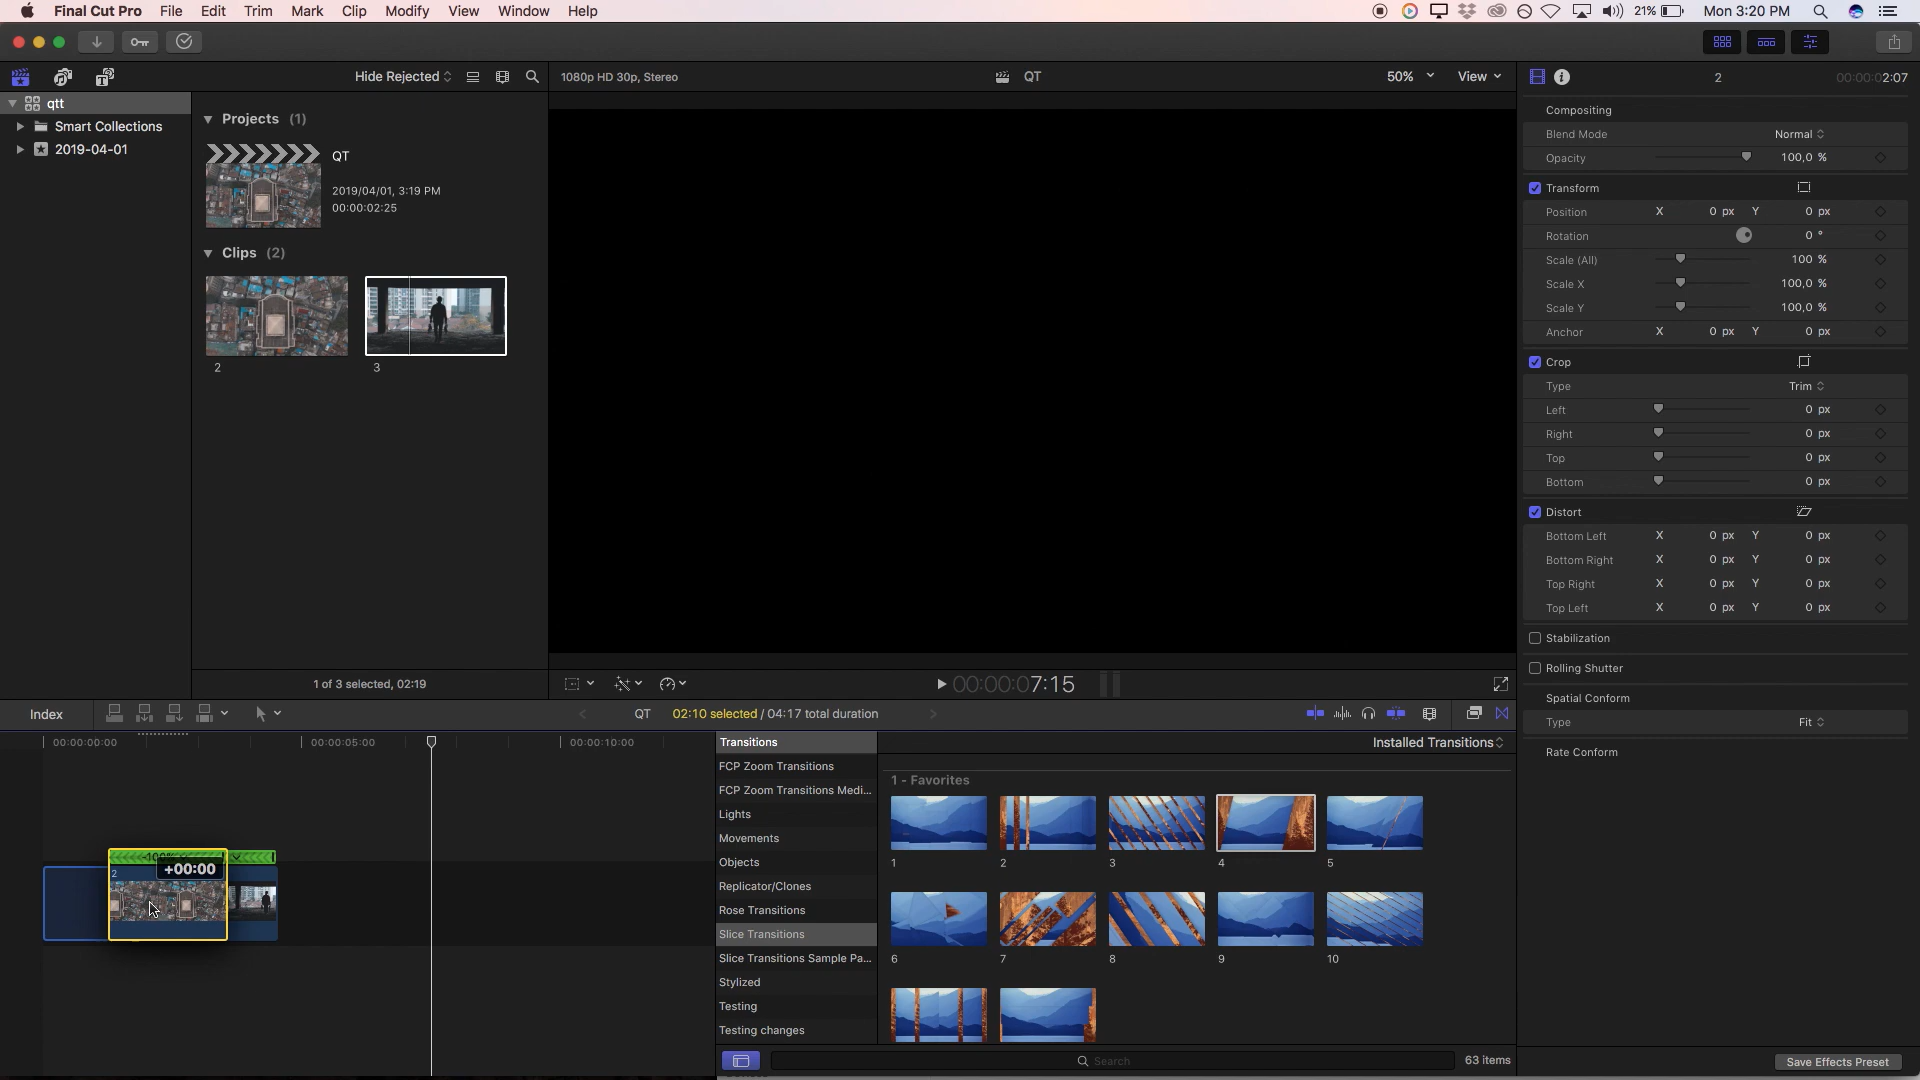 Final Cut Pro File Edit Trim Mark Clip Modify View Window Help
21% Mon 3:20 PM
Hide Rejected
1080p HD 30p, Stereo
QT
50%
View
2
00:00:02:07
qtt
Smart Collections
2019-04-01
Projects (1)
QT
2019/04/01, 3:19 PM
00:00:02:25
Clips (2)
2
3
1 of 3 selected, 02:19
00:00:07:15
Compositing
Blend Mode Normal
Opacity 100,0 %
Transform
Position X 0 px Y 0 px
Rotation 0 °
Scale (All) 100 %
Scale X 100,0 %
Scale Y 100,0 %
Anchor X 0 px Y 0 px
Crop
Type Trim
Left 0 px
Right 0 px
Top 0 px
Bottom 0 px
Distort
Bottom Left X 0 px Y 0 px
Bottom Right X 0 px Y 0 px
Top Right X 0 px Y 0 px
Top Left X 0 px Y 0 px
Stabilization
Rolling Shutter
Spatial Conform
Type Fit
Rate Conform
Save Effects Preset
Index
QT
02:10 selected / 04:17 total duration
00:00:00:00
00:00:05:00
00:00:10:00
2
+00:00
Transitions
FCP Zoom Transitions
FCP Zoom Transitions Medi...
Lights
Movements
Objects
Replicator/Clones
Rose Transitions
Slice Transitions
Slice Transitions Sample Pa...
Stylized
Testing
Testing changes
Installed Transitions
1 - Favorites
1
2
3
4
5
6
7
8
9
10
Search
63 items